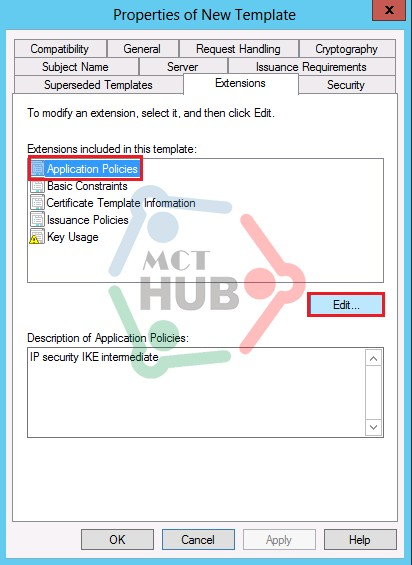 Properties of New Template
x
Compatibility General Request Handling Cryptography
Subject Name Server Issuance Requirements
Superseded Templates Extensions Security
To modify an extension, select it, and then click Edit.
Extensions included in this template:
Application Policies
Basic Constraints
Certificate Template Information
Issuance Policies
Key Usage
MCT
HUB
Edit...
Description of Application Policies:
IP security IKE intermediate
OK Cancel Apply Help